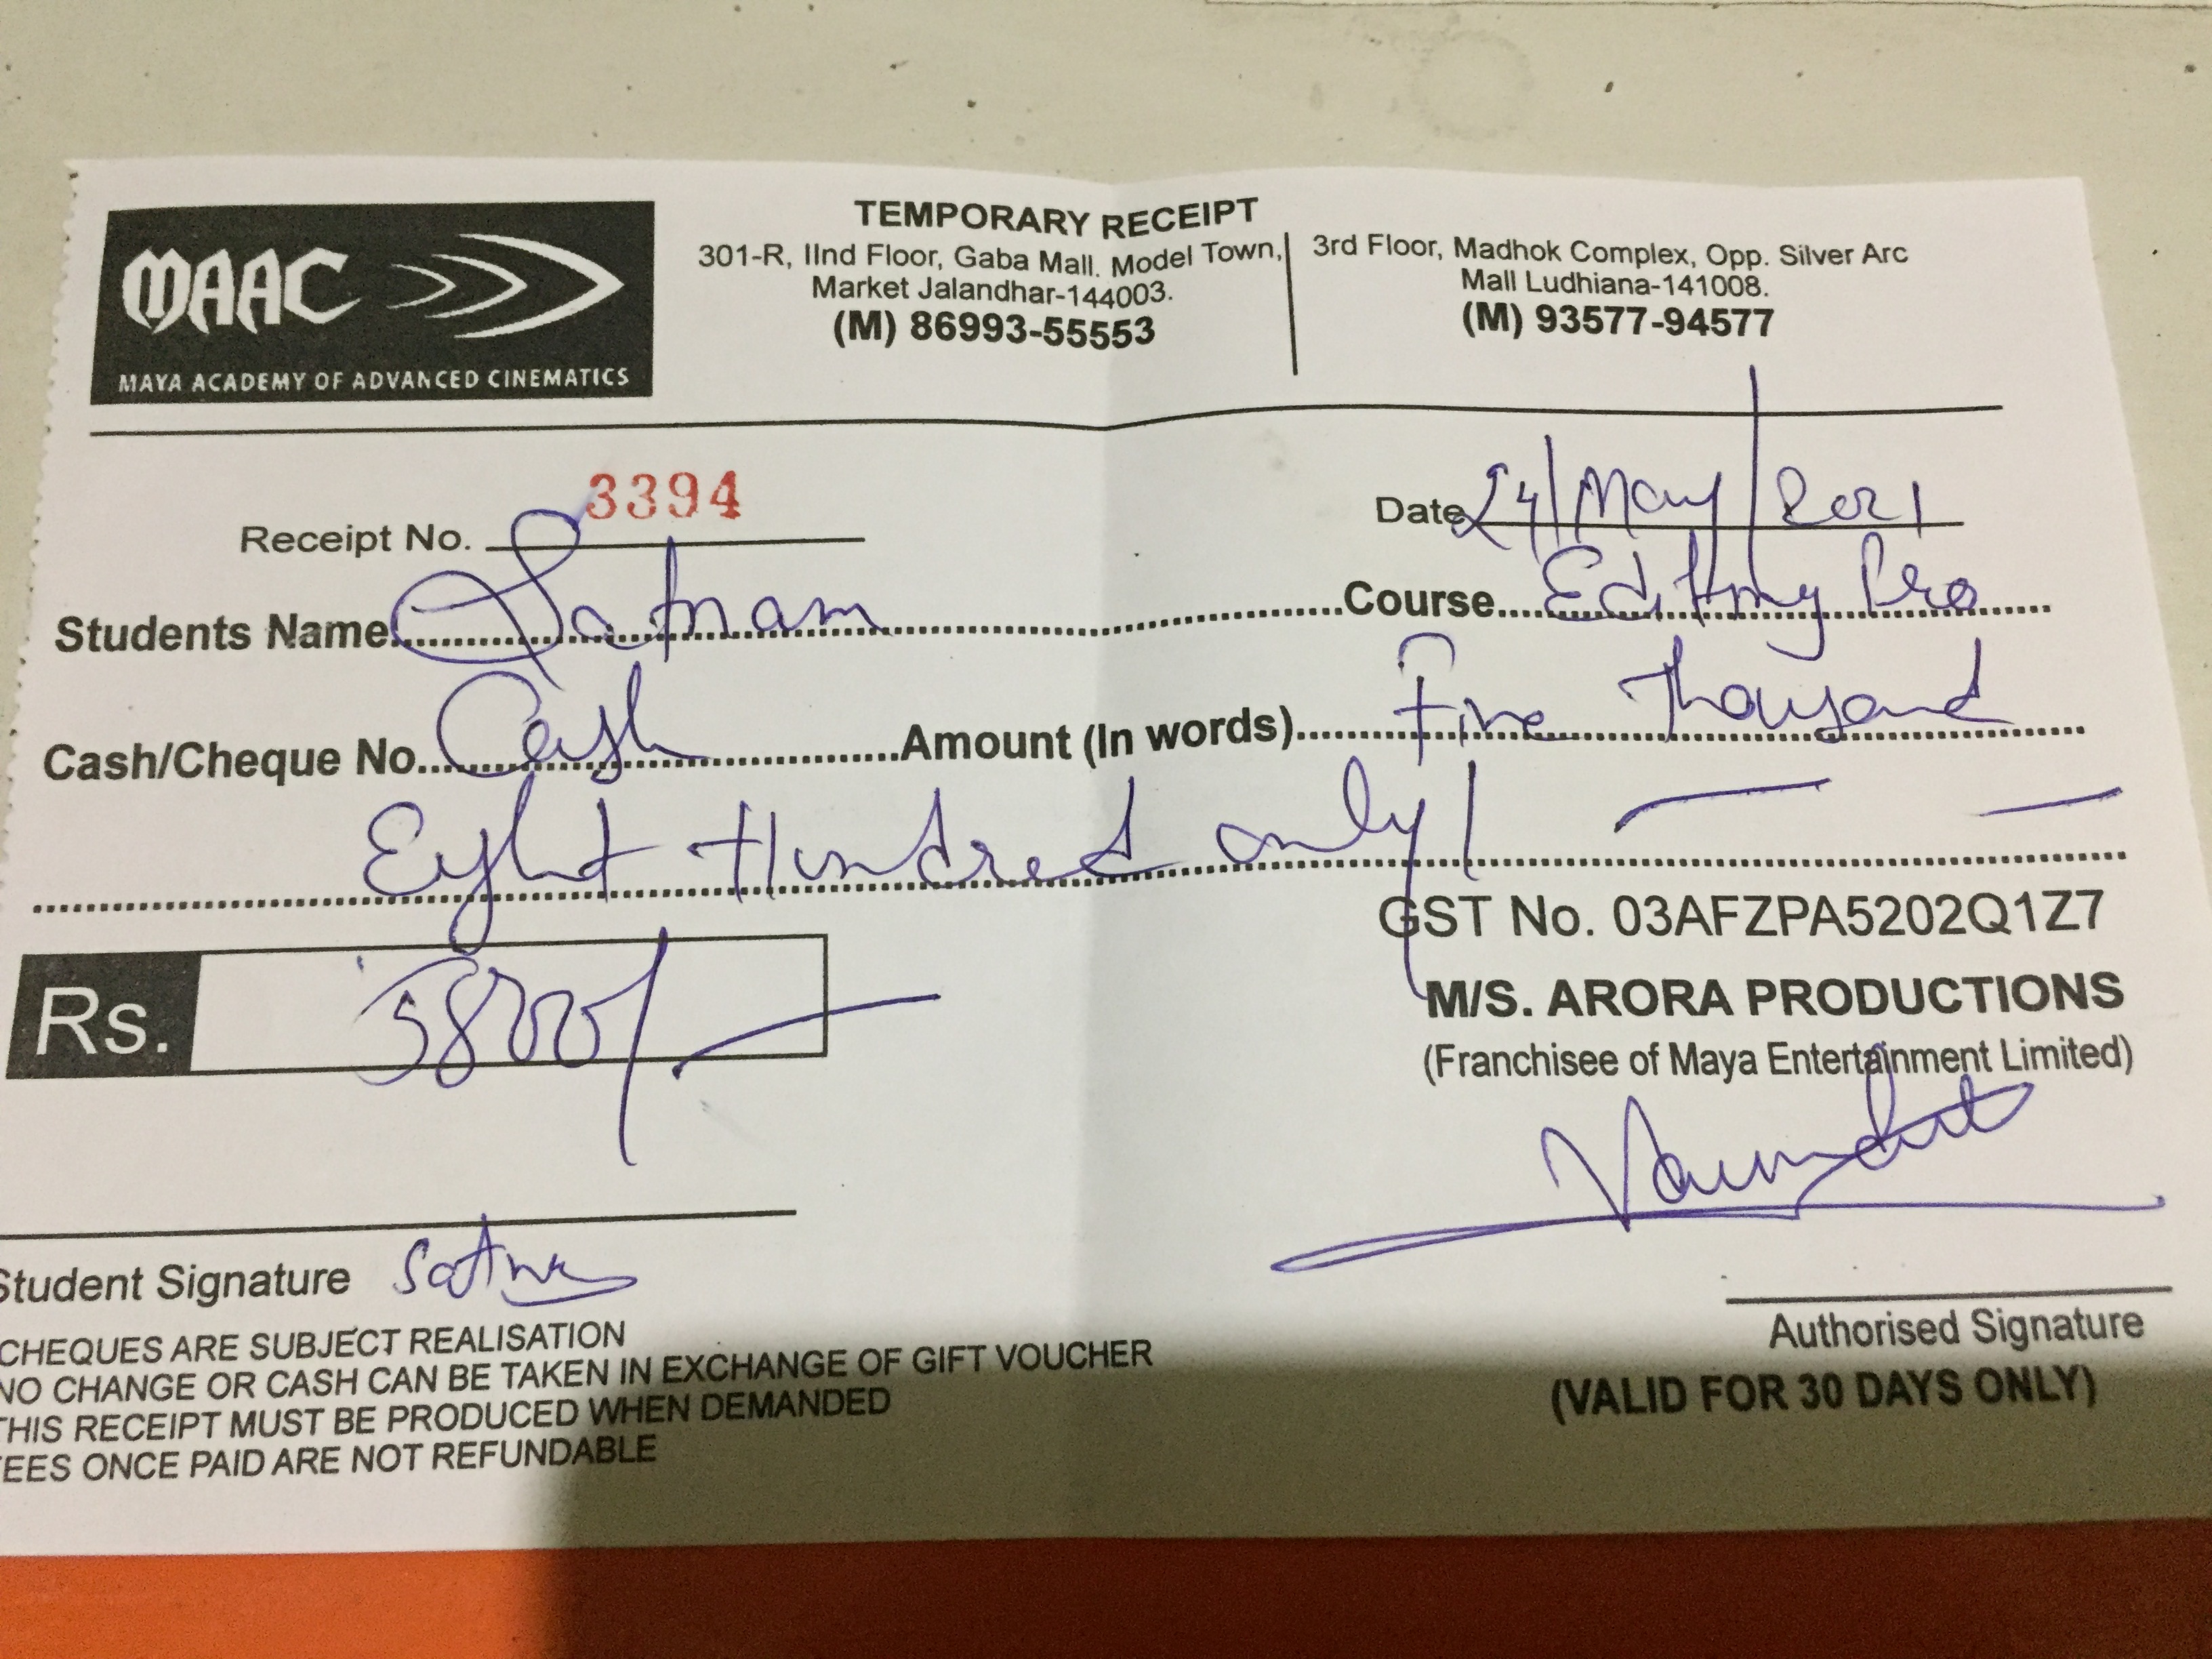 MAAC
MAYA ACADEMY OF ADVANCED CINEMATICS
TEMPORARY RECEIPT
301-R, IInd Floor, Gaba Mall, Model Town,
Market Jalandhar-144003.
(M) 86993-55553
3rd Floor, Madhok Complex, Opp. Silver Arc
Mall Ludhiana-141008.
(M) 93577-94577
Receipt No. 3394 Date 24/May/2021
Students Name Satnam Course Editing
Cash/Cheque No. Cash Amount (In words) Five Thousand
Eight Hundred only
Rs. 5800/-
GST No. 03AFZPA5202Q1Z7
M/S. ARORA PRODUCTIONS
(Franchisee of Maya Entertainment Limited)
Student Signature
Authorised Signature
CHEQUES ARE SUBJECT REALISATION
NO CHANGE OR CASH CAN BE TAKEN IN EXCHANGE OF GIFT VOUCHER
THIS RECEIPT MUST BE PRODUCED WHEN DEMANDED
FEES ONCE PAID ARE NOT REFUNDABLE
(VALID FOR 30 DAYS ONLY)